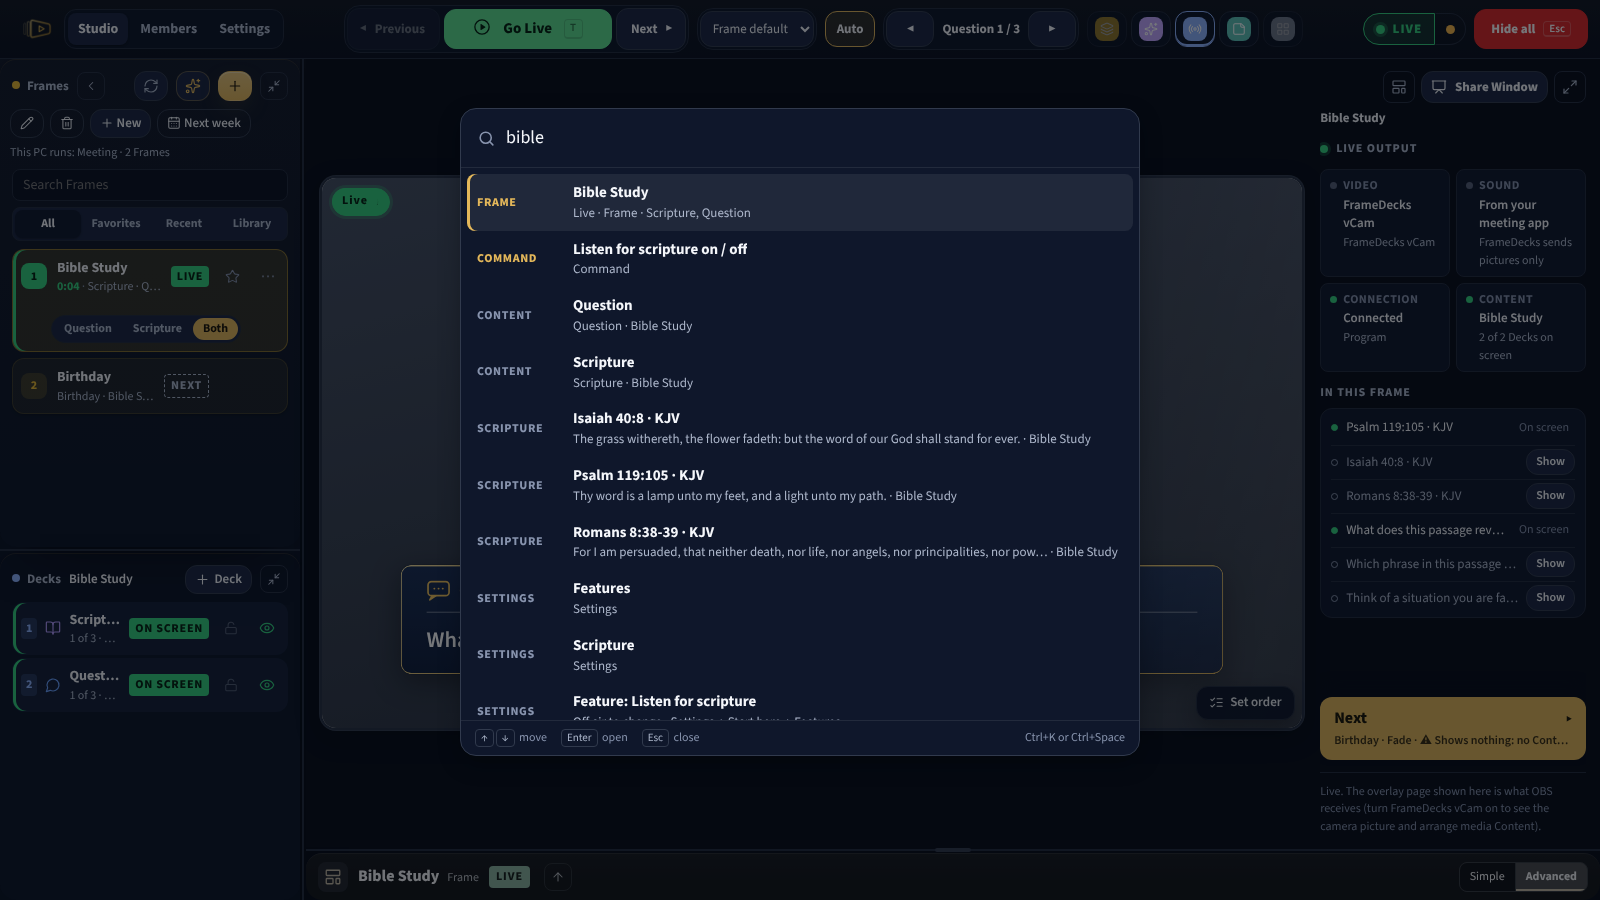 Studio
Members
Settings
Previous
Go Live T
Next
Frame default
Auto
Question 1 / 3
LIVE
Hide all Esc
Frames
+ New
Next week
This PC runs: Meeting · 2 Frames
Search Frames
All
Favorites
Recent
Library
1
Bible Study
0:04 · Scripture · Q...
LIVE
Question
Scripture
Both
2
Birthday
Birthday · Bible S...
NEXT
Decks Bible Study
+ Deck
1
Script...
1 of 3 · ...
ON SCREEN
2
Quest...
1 of 3 · ...
ON SCREEN
Live
bible
FRAME
Bible Study
Live · Frame · Scripture, Question
COMMAND
Listen for scripture on / off
Command
CONTENT
Question
Question · Bible Study
CONTENT
Scripture
Scripture · Bible Study
SCRIPTURE
Isaiah 40:8 · KJV
The grass withereth, the flower fadeth: but the word of our God shall stand for ever. · Bible Study
SCRIPTURE
Psalm 119:105 · KJV
Thy word is a lamp unto my feet, and a light unto my path. · Bible Study
SCRIPTURE
Romans 8:38-39 · KJV
For I am persuaded, that neither death, nor life, nor angels, nor principalities, nor pow... · Bible Study
SETTINGS
Features
Settings
SETTINGS
Scripture
Settings
SETTINGS
Feature: Listen for scripture
↑ ↓ move Enter open Esc close
Ctrl+K or Ctrl+Space
Set order
Share Window
Bible Study
LIVE OUTPUT
VIDEO
FrameDecks
vCam
FrameDecks vCam
SOUND
From your
meeting app
FrameDecks sends
pictures only
CONNECTION
Connected
Program
CONTENT
Bible Study
2 of 2 Decks on
screen
IN THIS FRAME
Psalm 119:105 · KJV On screen
Isaiah 40:8 · KJV Show
Romans 8:38-39 · KJV Show
What does this passage rev... On screen
Which phrase in this passage ... Show
Think of a situation you are fa... Show
Next
Birthday · Fade · ⚠ Shows nothing: no Cont...
Live. The overlay page shown here is what OBS
receives (turn FrameDecks vCam on to see the
camera picture and arrange media Content).
Bible Study Frame LIVE
Simple
Advanced